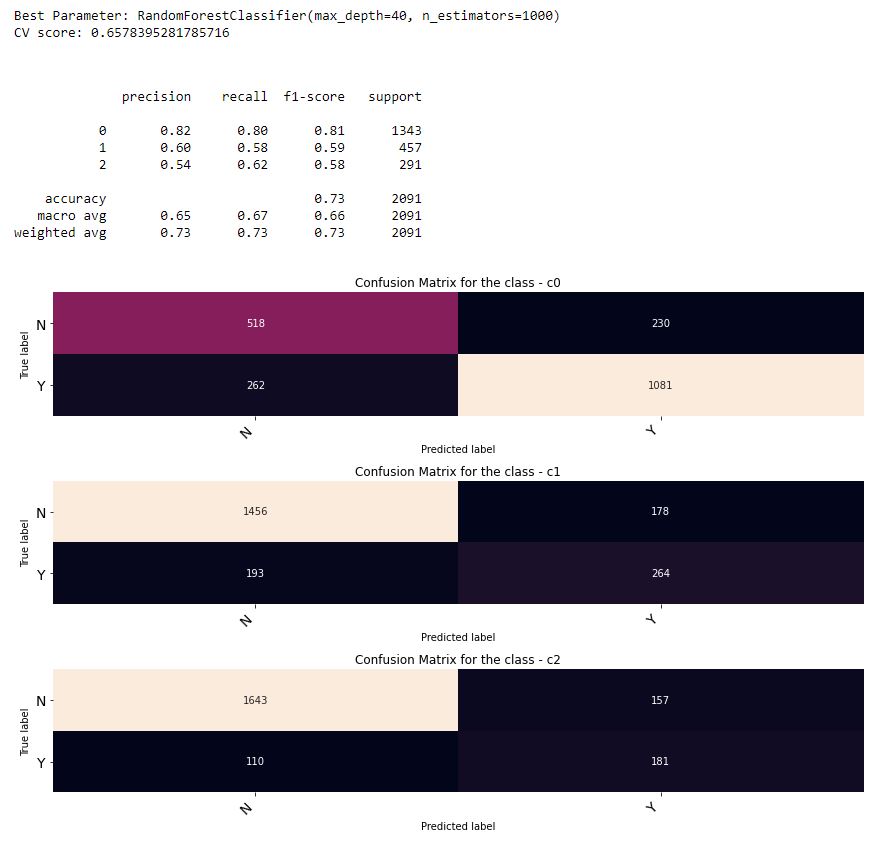 Best Parameter: RandomForestClassifier(max_depth=40, n_estimators=1000)
CV score: 0.6578395281785716
precision recall f1-score support
0 0.82 0.80 0.81 1343
1 0.60 0.58 0.59 457
2 0.54 0.62 0.58 291
accuracy 0.73 2091
macro avg 0.65 0.67 0.66 2091
weighted avg 0.73 0.73 0.73 2091
Confusion Matrix for the class - c0
True label
N 518 230
Y 262 1081
N Y
Predicted label
Confusion Matrix for the class - c1
True label
N 1456 178
Y 193 264
N Y
Predicted label
Confusion Matrix for the class - c2
True label
N 1643 157
Y 110 181
N Y
Predicted label